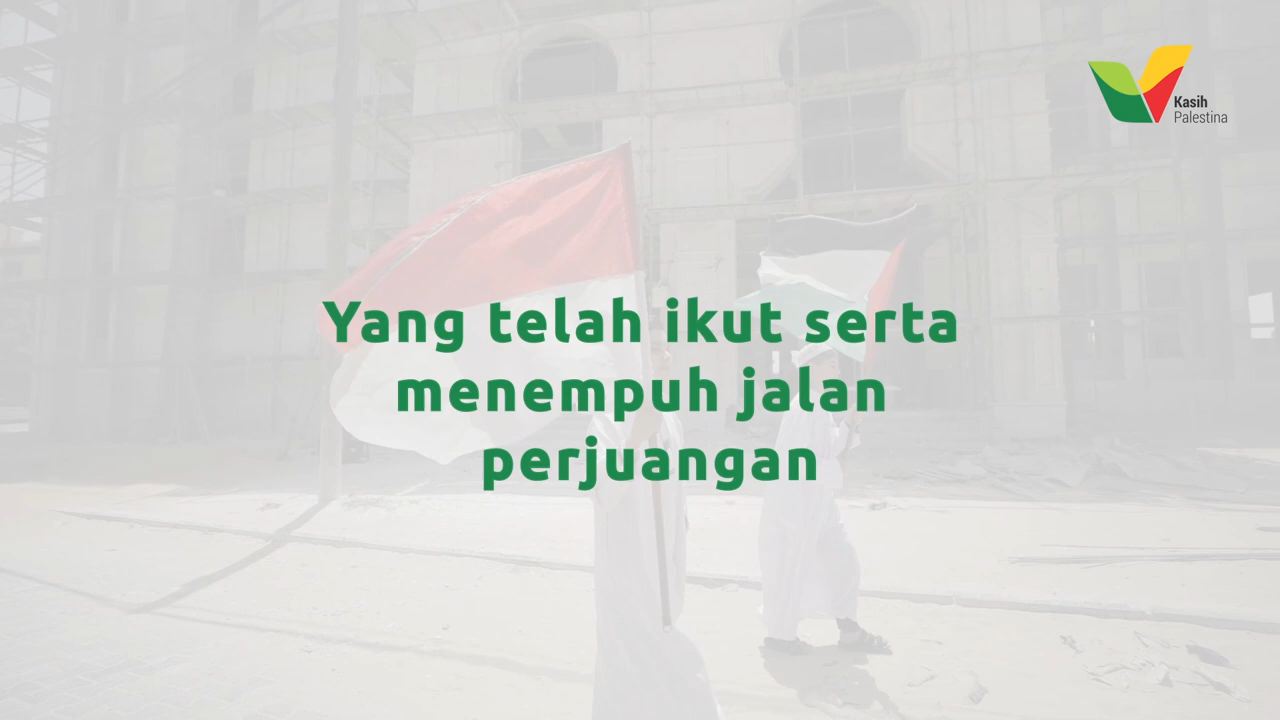 Kasih
Palestina
Yang telah ikut serta
menempuh jalan
perjuangan